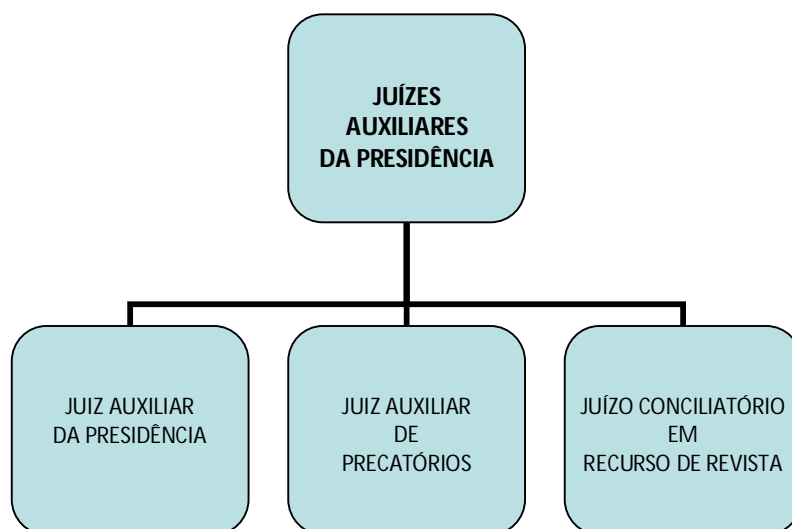 JUÍZES
AUXILIARES
DA PRESIDÊNCIA
JUIZ AUXILIAR
DA PRESIDÊNCIA
JUIZ AUXILIAR
DE
PRECATÓRIOS
JUÍZO CONCILIATÓRIO
EM
RECURSO DE REVISTA